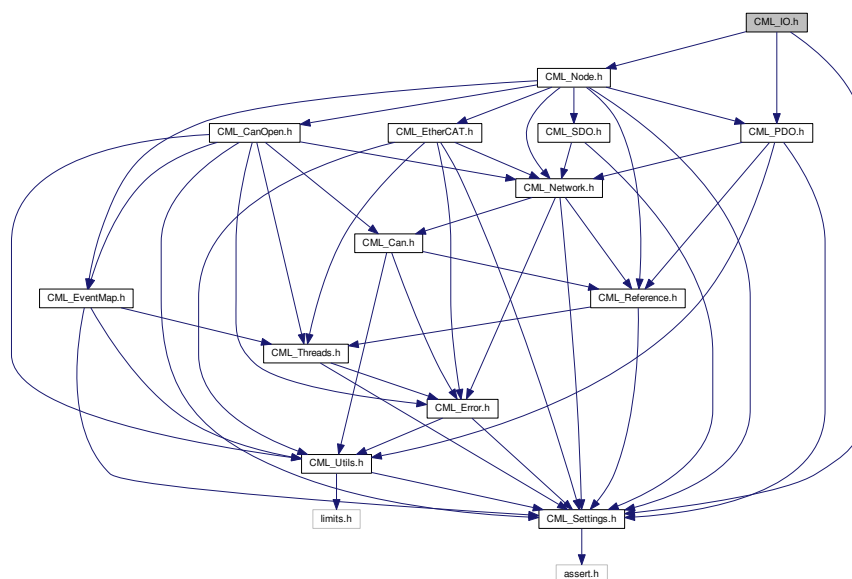 CML_IO.h
CML_Node.h
CML_CanOpen.h
CML_EtherCAT.h
CML_SDO.h
CML_PDO.h
CML_Network.h
CML_Can.h
CML_EventMap.h
CML_Reference.h
CML_Threads.h
CML_Error.h
CML_Utils.h
limits.h
CML_Settings.h
assert.h